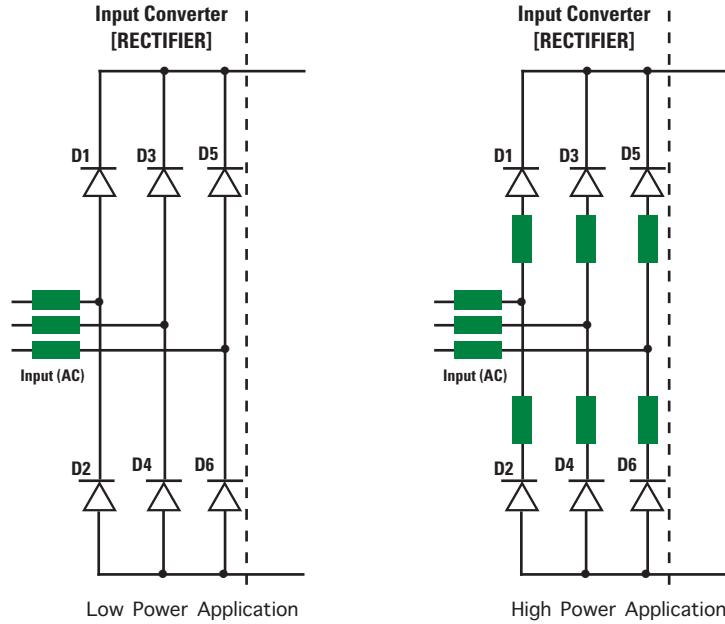 Input Converter
[RECTIFIER]
D1
D3
D5
Input (AC)
D2
D4
D6
Low Power Application
Input Converter
[RECTIFIER]
D1
D3
D5
Input (AC)
D2
D4
D6
High Power Application